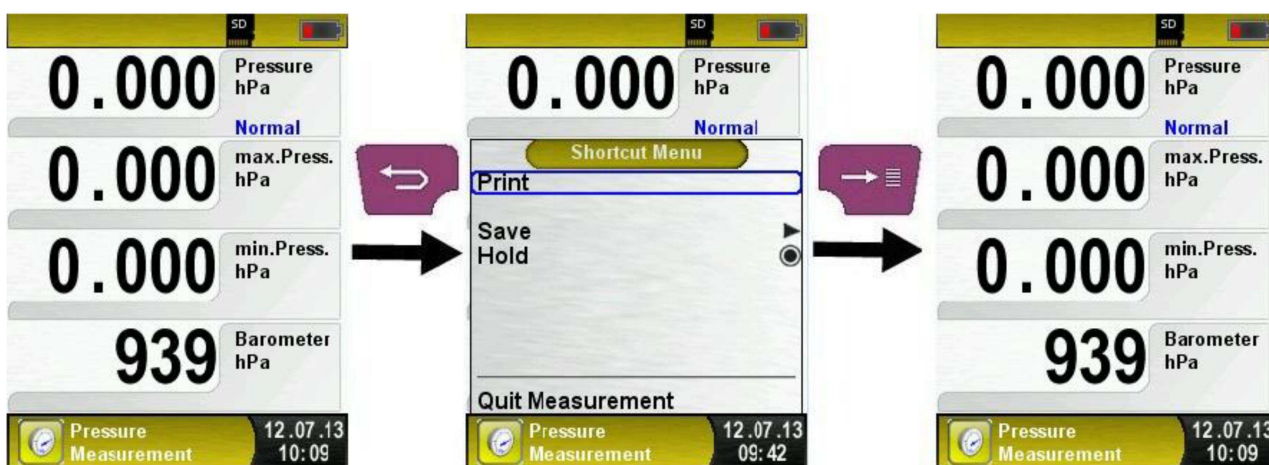 SD
0.000
Pressure
hPa
Normal
0.000
max.Press.
hPa
0.000
min.Press.
hPa
939
Barometer
hPa
Pressure
Measurement
12.07.13
10:09
SD
0.000
Pressure
hPa
Normal
Shortcut Menu
Print
Save
Hold
Quit Measurement
Pressure
Measurement
12.07.13
09:42
SD
0.000
Pressure
hPa
Normal
0.000
max.Press.
hPa
0.000
min.Press.
hPa
939
Barometer
hPa
Pressure
Measurement
12.07.13
10:09